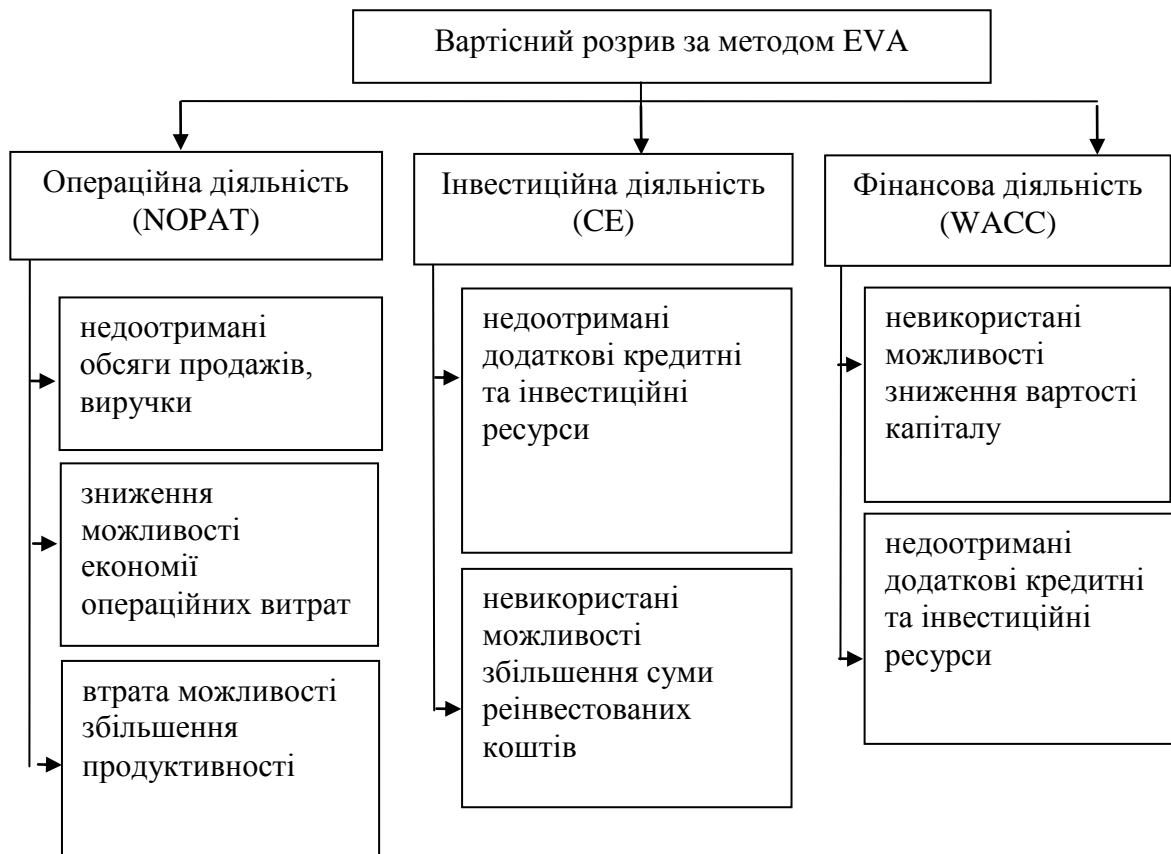 Вартісний розрив за методом EVA
Операційна діяльність
(NOPAT)
недоотримані
обсяги продажів,
виручки
зниження
можливості
економії
операційних витрат
втрата можливості
збільшення
продуктивності
Інвестиційна діяльність
(CE)
недоотримані
додаткові кредитні
та інвестиційні
ресурси
невикористані
можливості
збільшення суми
реінвестованих
коштів
Фінансова діяльність
(WACC)
невикористані
можливості
зниження вартості
капіталу
недоотримані
додаткові кредитні
та інвестиційні
ресурси